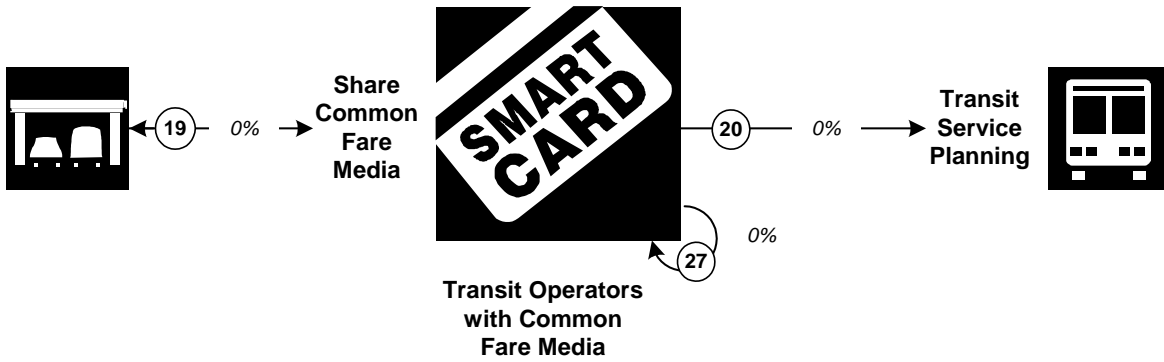 19
0%
Share
Common
Fare
Media
SMART
CARD
20
0%
Transit
Service
Planning
27
0%
Transit Operators
with Common
Fare Media